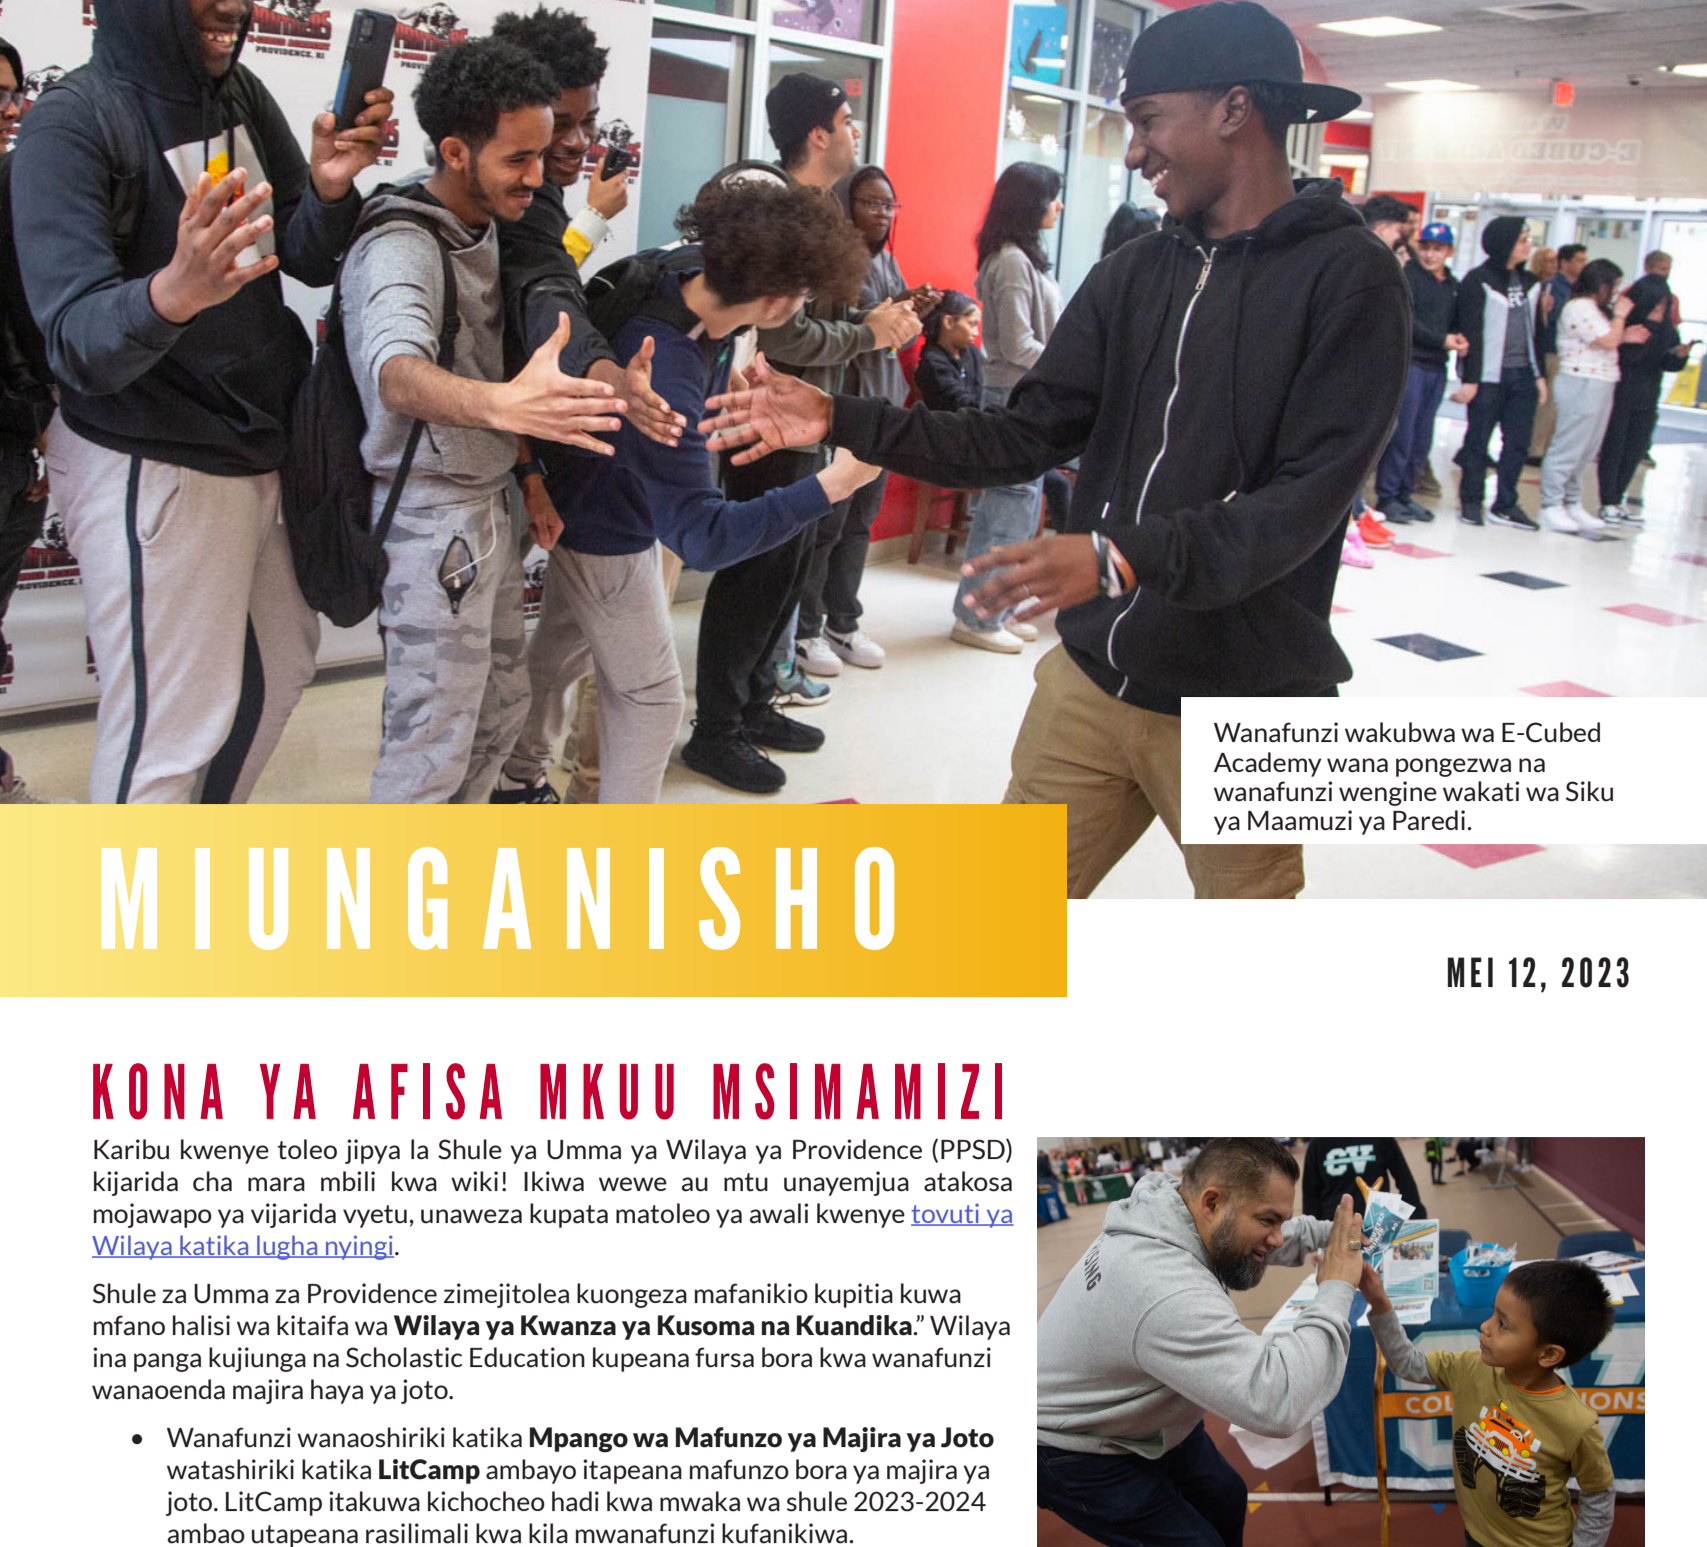 PROVIDENCE, RI
E-CUBED ACADEMY
Wanafunzi wakubwa wa E-Cubed
Academy wana pongezwa na
wanafunzi wengine wakati wa Siku
ya Maamuzi ya Paredi.
MIUNGANISHO
MEI 12, 2023
KONA YA AFISA MKUU MSIMAMIZI
Karibu kwenye toleo jipya la Shule ya Umma ya Wilaya ya Providence (PPSD)
kijarida cha mara mbili kwa wiki! Ikiwa wewe au mtu unayemjua atakosa
mojawapo ya vijarida vyetu, unaweza kupata matoleo ya awali kwenye tovuti ya
Wilaya katika lugha nyingi.
Shule za Umma za Providence zimejitolea kuongeza mafanikio kupitia kuwa
mfano halisi wa kitaifa wa Wilaya ya Kwanza ya Kusoma na Kuandika.” Wilaya
ina panga kujiunga na Scholastic Education kupeana fursa bora kwa wanafunzi
wanaoenda majira haya ya joto.
• Wanafunzi wanaoshiriki katika Mpango wa Mafunzo ya Majira ya Joto
watashiriki katika LitCamp ambayo itapeana mafunzo bora ya majira ya
joto. LitCamp itakuwa kichocheo hadi kwa mwaka wa shule 2023-2024
ambao utapeana rasilimali kwa kila mwanafunzi kufanikiwa.
CV